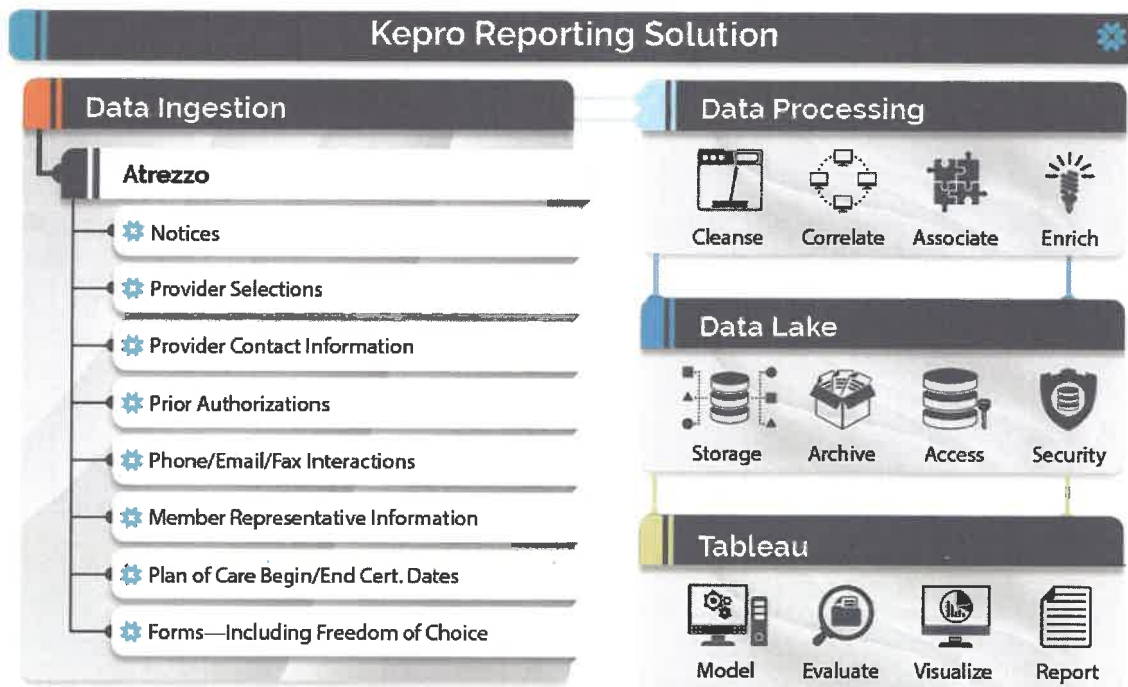 Kepro Reporting Solution
Data Ingestion
Atrezzo
Notices
Provider Selections
Provider Contact Information
Prior Authorizations
Phone/Email/Fax Interactions
Member Representative Information
Plan of Care Begin/End Cert. Dates
Forms—Including Freedom of Choice
Data Processing
Cleanse Correlate Associate Enrich
Data Lake
Storage Archive Access Security
Tableau
Model Evaluate Visualize Report